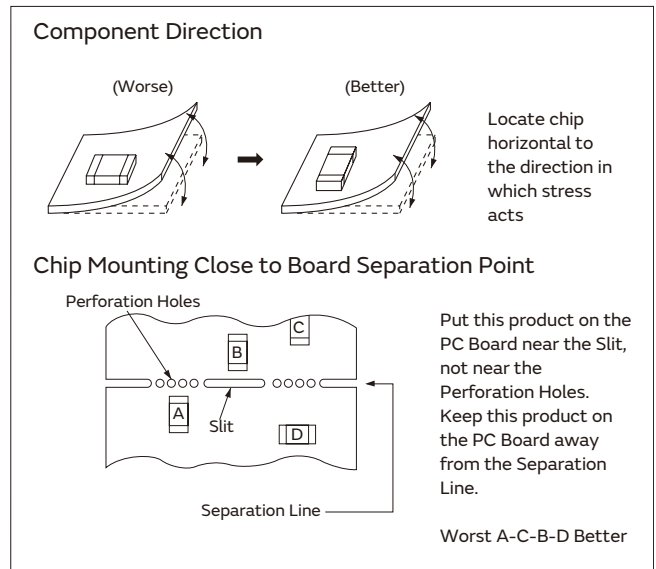 Component Direction
(Worse)
(Better)
Locate chip
horizontal to
the direction in
which stress
acts
Chip Mounting Close to Board Separation Point
Perforation Holes
C
B
A
Slit
D
Separation Line
Put this product on the
PC Board near the Slit,
not near the
Perforation Holes.
Keep this product on
the PC Board away
from the Separation
Line.
Worst A-C-B-D Better